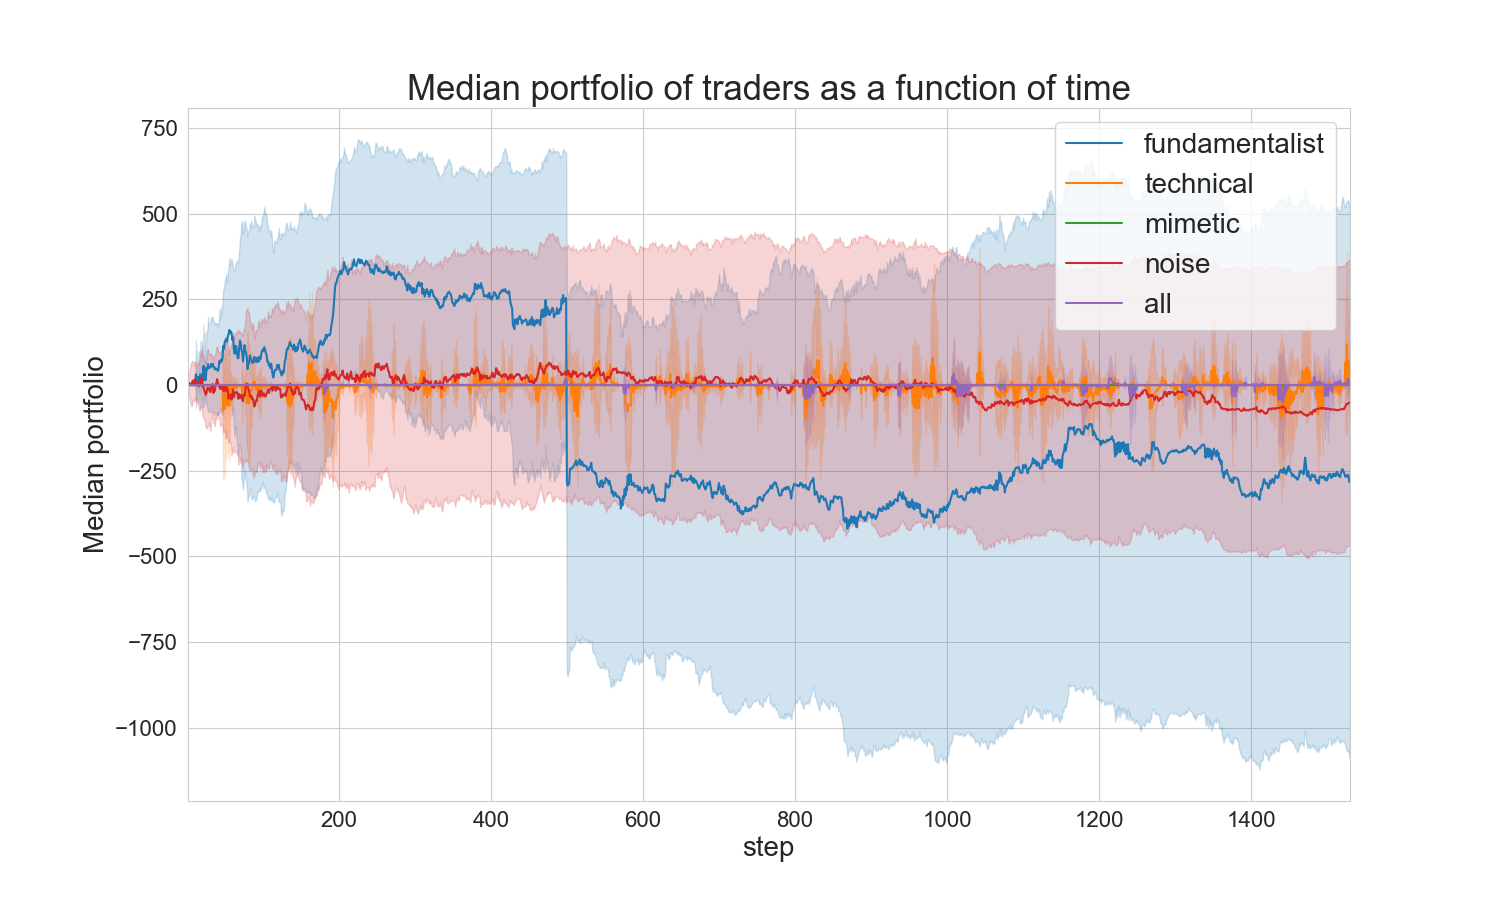 Median portfolio of traders as a function of time
Median portfolio
750
500
250
0
−250
−500
−750
−1000
fundamentalist
technical
mimetic
noise
all
200
400
600
800
1000
1200
1400
step